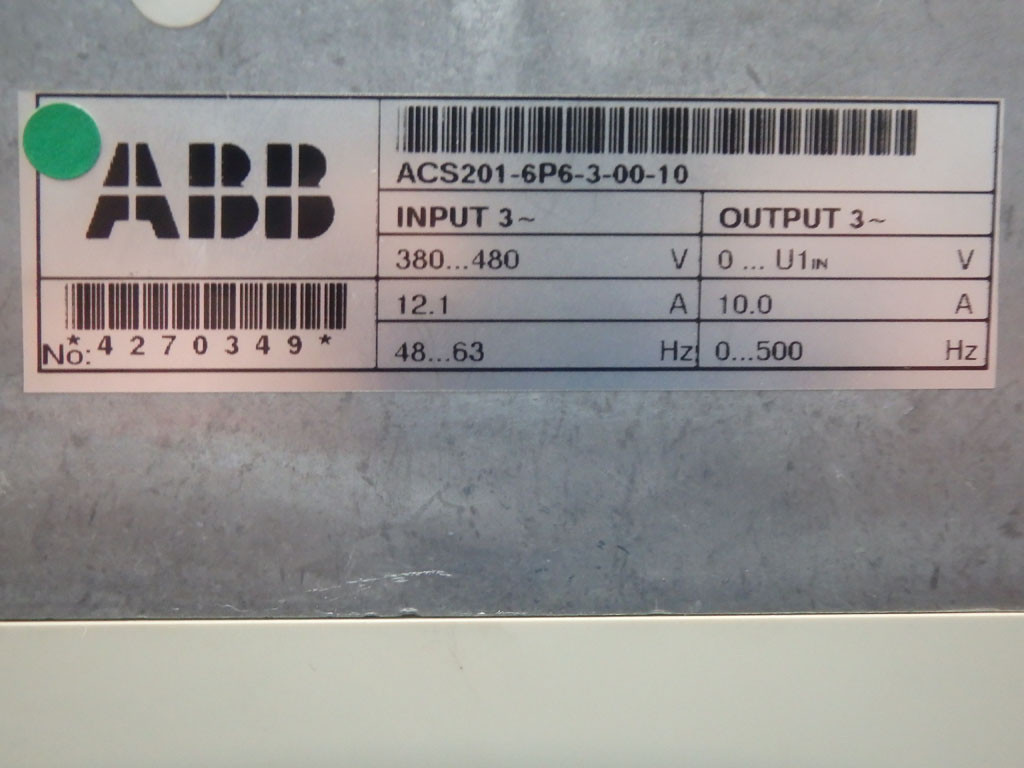 ABB
No: *4270349*
ACS201-6P6-3-00-10
INPUT 3~ OUTPUT 3~
380...480 V 0 ... U1IN V
12.1 A 10.0 A
48...63 Hz 0...500 Hz